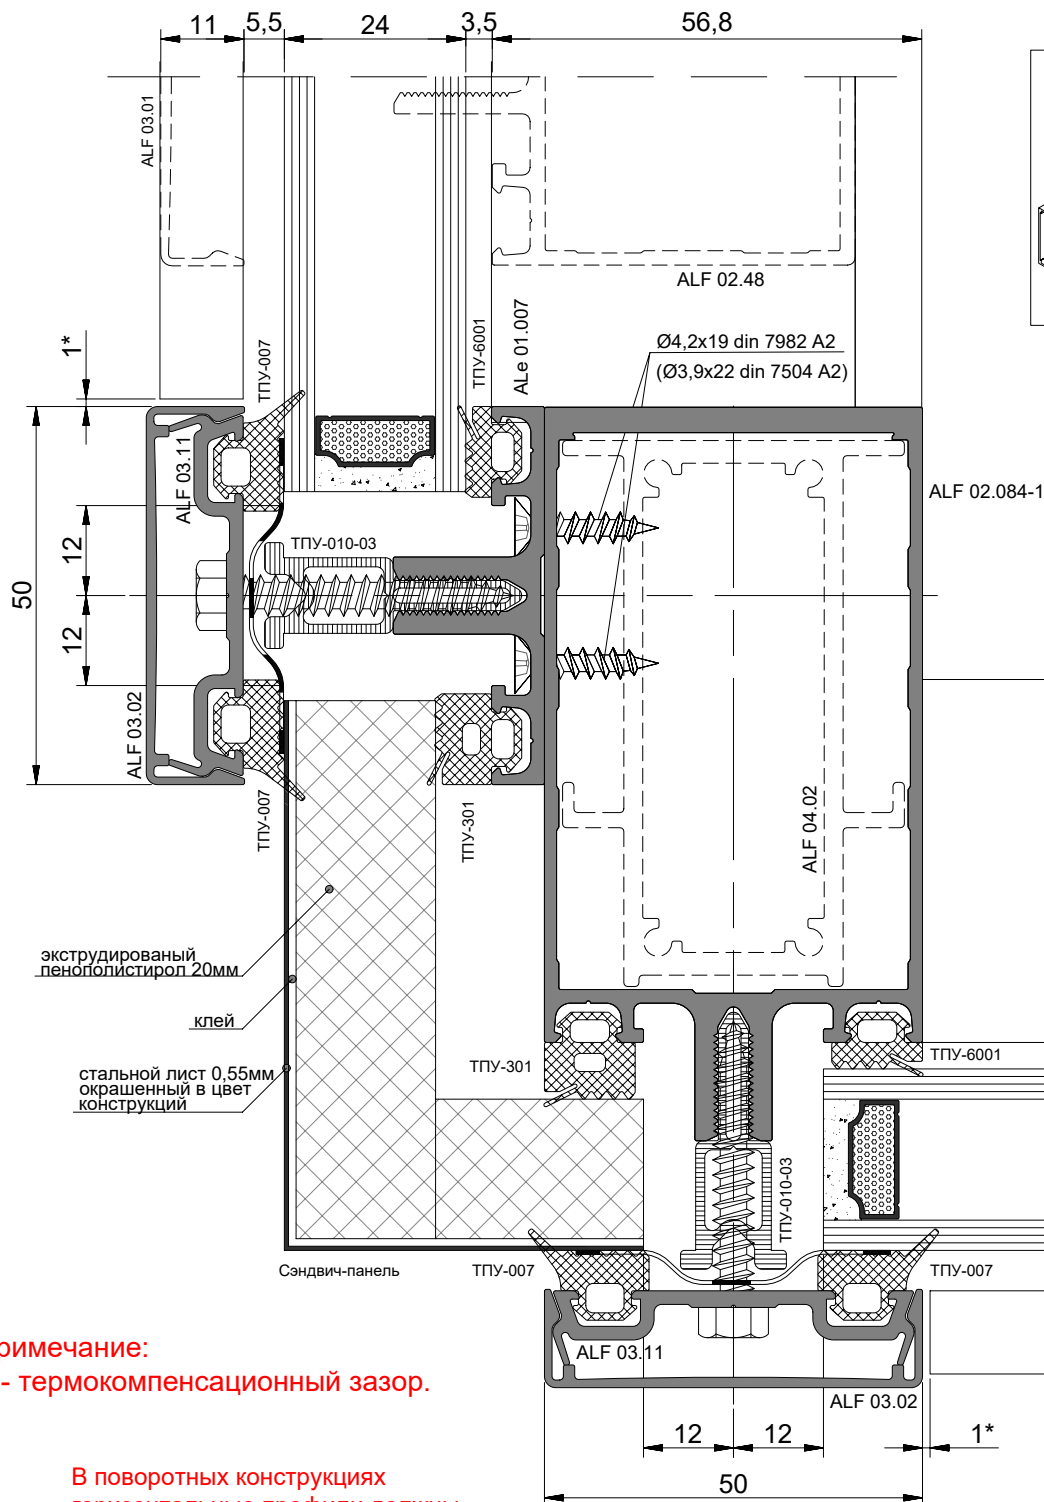 11 5,5 24 3,5 56,8
ALF 03.01
ALF 02.48
1*
ТПУ-007
ТПУ-6001
ALe 01.007
Ø4,2x19 din 7982 A2
(Ø3,9x22 din 7504 A2)
ALF 03.11
ALF 02.084-1
ТПУ-010-03
50
12
12
ALF 03.02
ТПУ-007
ТПУ-301
ALF 04.02
экструдированый
пенополистирол 20мм
клей
стальной лист 0,55мм
окрашенный в цвет
конструкций
ТПУ-301
ТПУ-6001
ТПУ-010-03
Сэндвич-панель
ТПУ-007
ТПУ-007
ALF 03.11
ALF 03.02
римечание:
- термокомпенсационный зазор.
12 12 1*
50
В поворотных конструкциях
горизонтальные профили должны